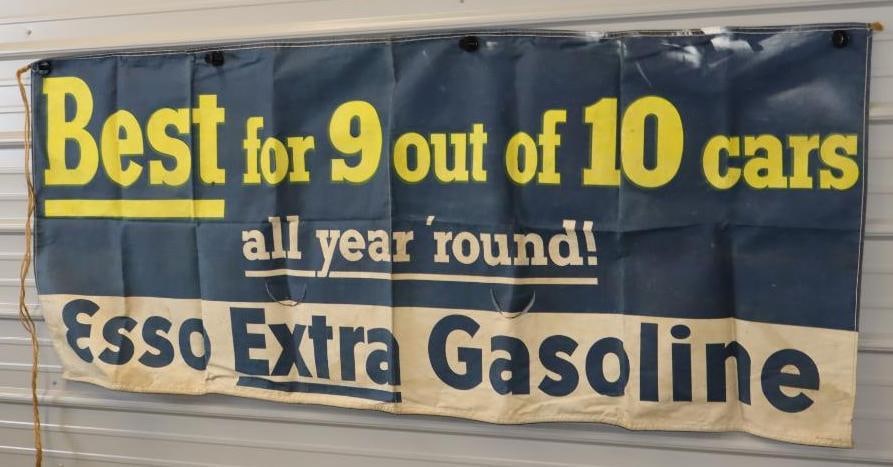 Best for 9 out of 10 cars
all year 'round!
Esso Extra Gasoline